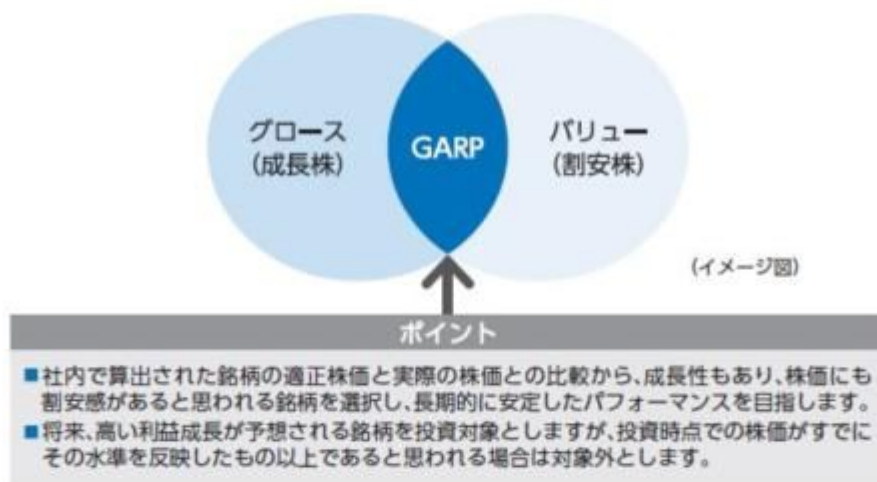 グロース
(成長株)
GARP
バリュー
(割安株)
(イメージ図)
ポイント
■社内で算出された銘柄の適正株価と実際の株価との比較から、成長性もあり、株価にも
割安感があると思われる銘柄を選択し、長期的に安定したパフォーマンスを目指します。
■将来、高い利益成長が予想される銘柄を投資対象としますが、投資時点での株価がすでに
その水準を反映したもの以上であると思われる場合は対象外とします。